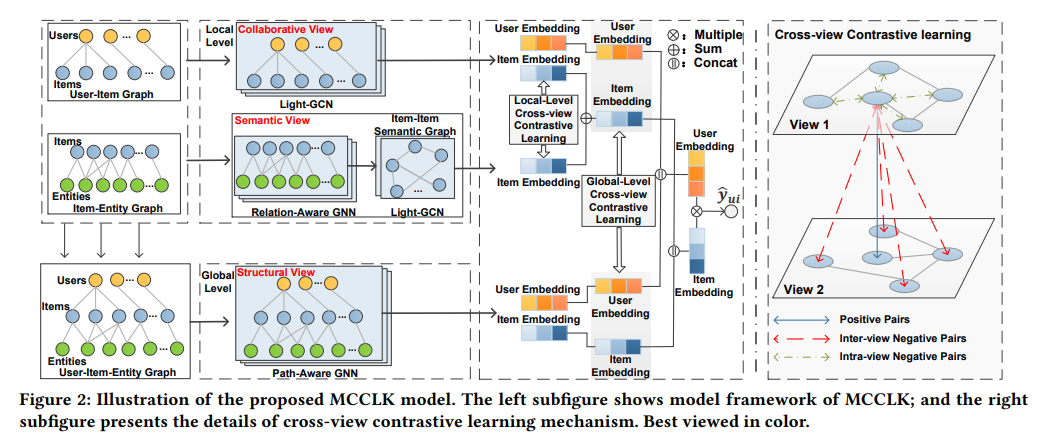 Users
Items
User-Item Graph
Items
Entities
Item-Entity Graph
Users
Items
Entities
User-Item-Entity Graph
Local
Level
Collaborative View
Light-GCN
Semantic View
Item-Item
Semantic Graph
Relation-Aware GNN
Light-GCN
Global
Level
Structural View
Path-Aware GNN
User Embedding
Item Embedding
Local-Level
Cross-view
Contrastive
Learning
Item Embedding
User
Embedding
Item
Embedding
Global-Level
Cross-view
Contrastive
Learning
User Embedding
Item Embedding
User
Embedding
Item
Embedding
: Multiple
: Sum
: Concat
User
Embedding
ŷui
Item
Embedding
Cross-view Contrastive learning
View 1
View 2
Positive Pairs
Inter-view Negative Pairs
Intra-view Negative Pairs
Figure 2: Illustration of the proposed MCCLK model. The left subfigure shows model framework of MCCLK; and the right
subfigure presents the details of cross-view contrastive learning mechanism. Best viewed in color.